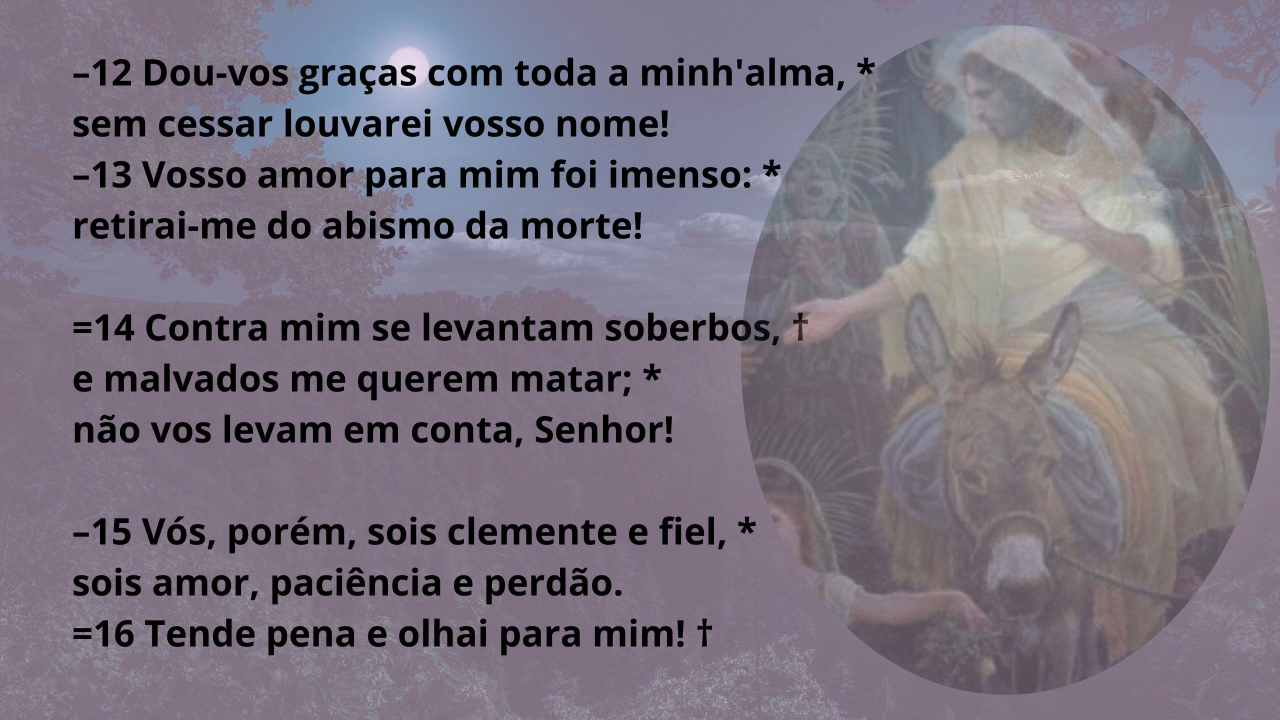 –12 Dou-vos graças com toda a minh'alma, *
sem cessar louvarei vosso nome!
–13 Vosso amor para mim foi imenso: *
retirai-me do abismo da morte!
=14 Contra mim se levantam soberbos, †
e malvados me querem matar; *
não vos levam em conta, Senhor!
–15 Vós, porém, sois clemente e fiel, *
sois amor, paciência e perdão.
=16 Tende pena e olhai para mim! †